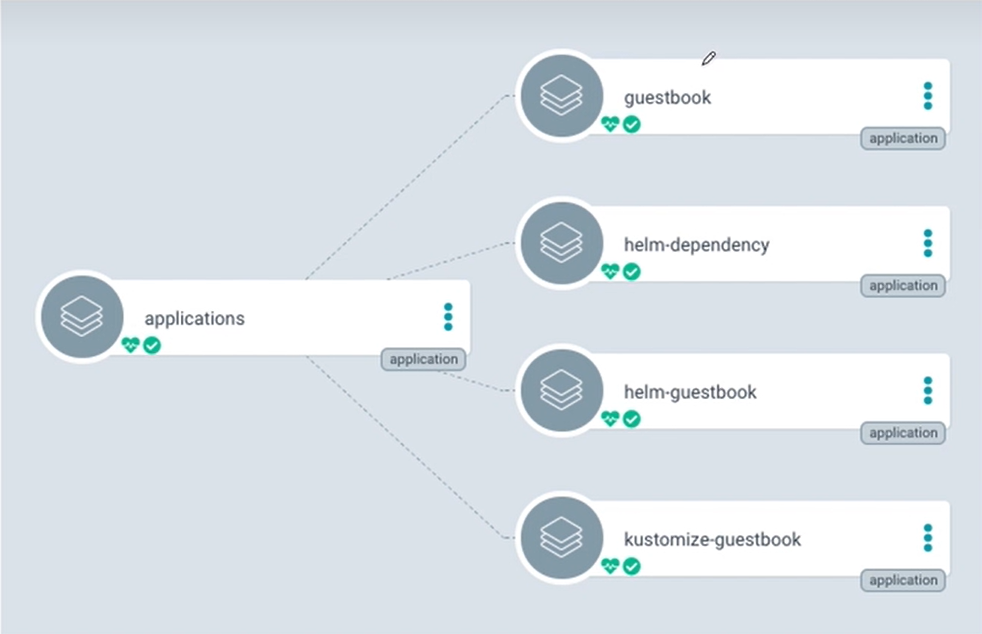 guestbook
application
helm-dependency
application
applications
application
helm-guestbook
application
kustomize-guestbook
application